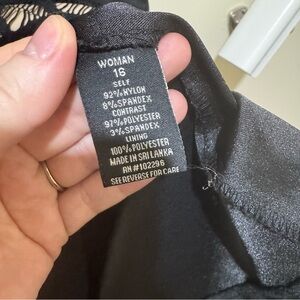 WOMAN
16
SELF
92%NYLON
8%SPANDEX
CONTRAST
97%POLYESTER
3%SPANDEX
LINING
100%POLYESTER
MADE IN SRI LANKA
RN#102296
SEE REVERSE FOR CARE